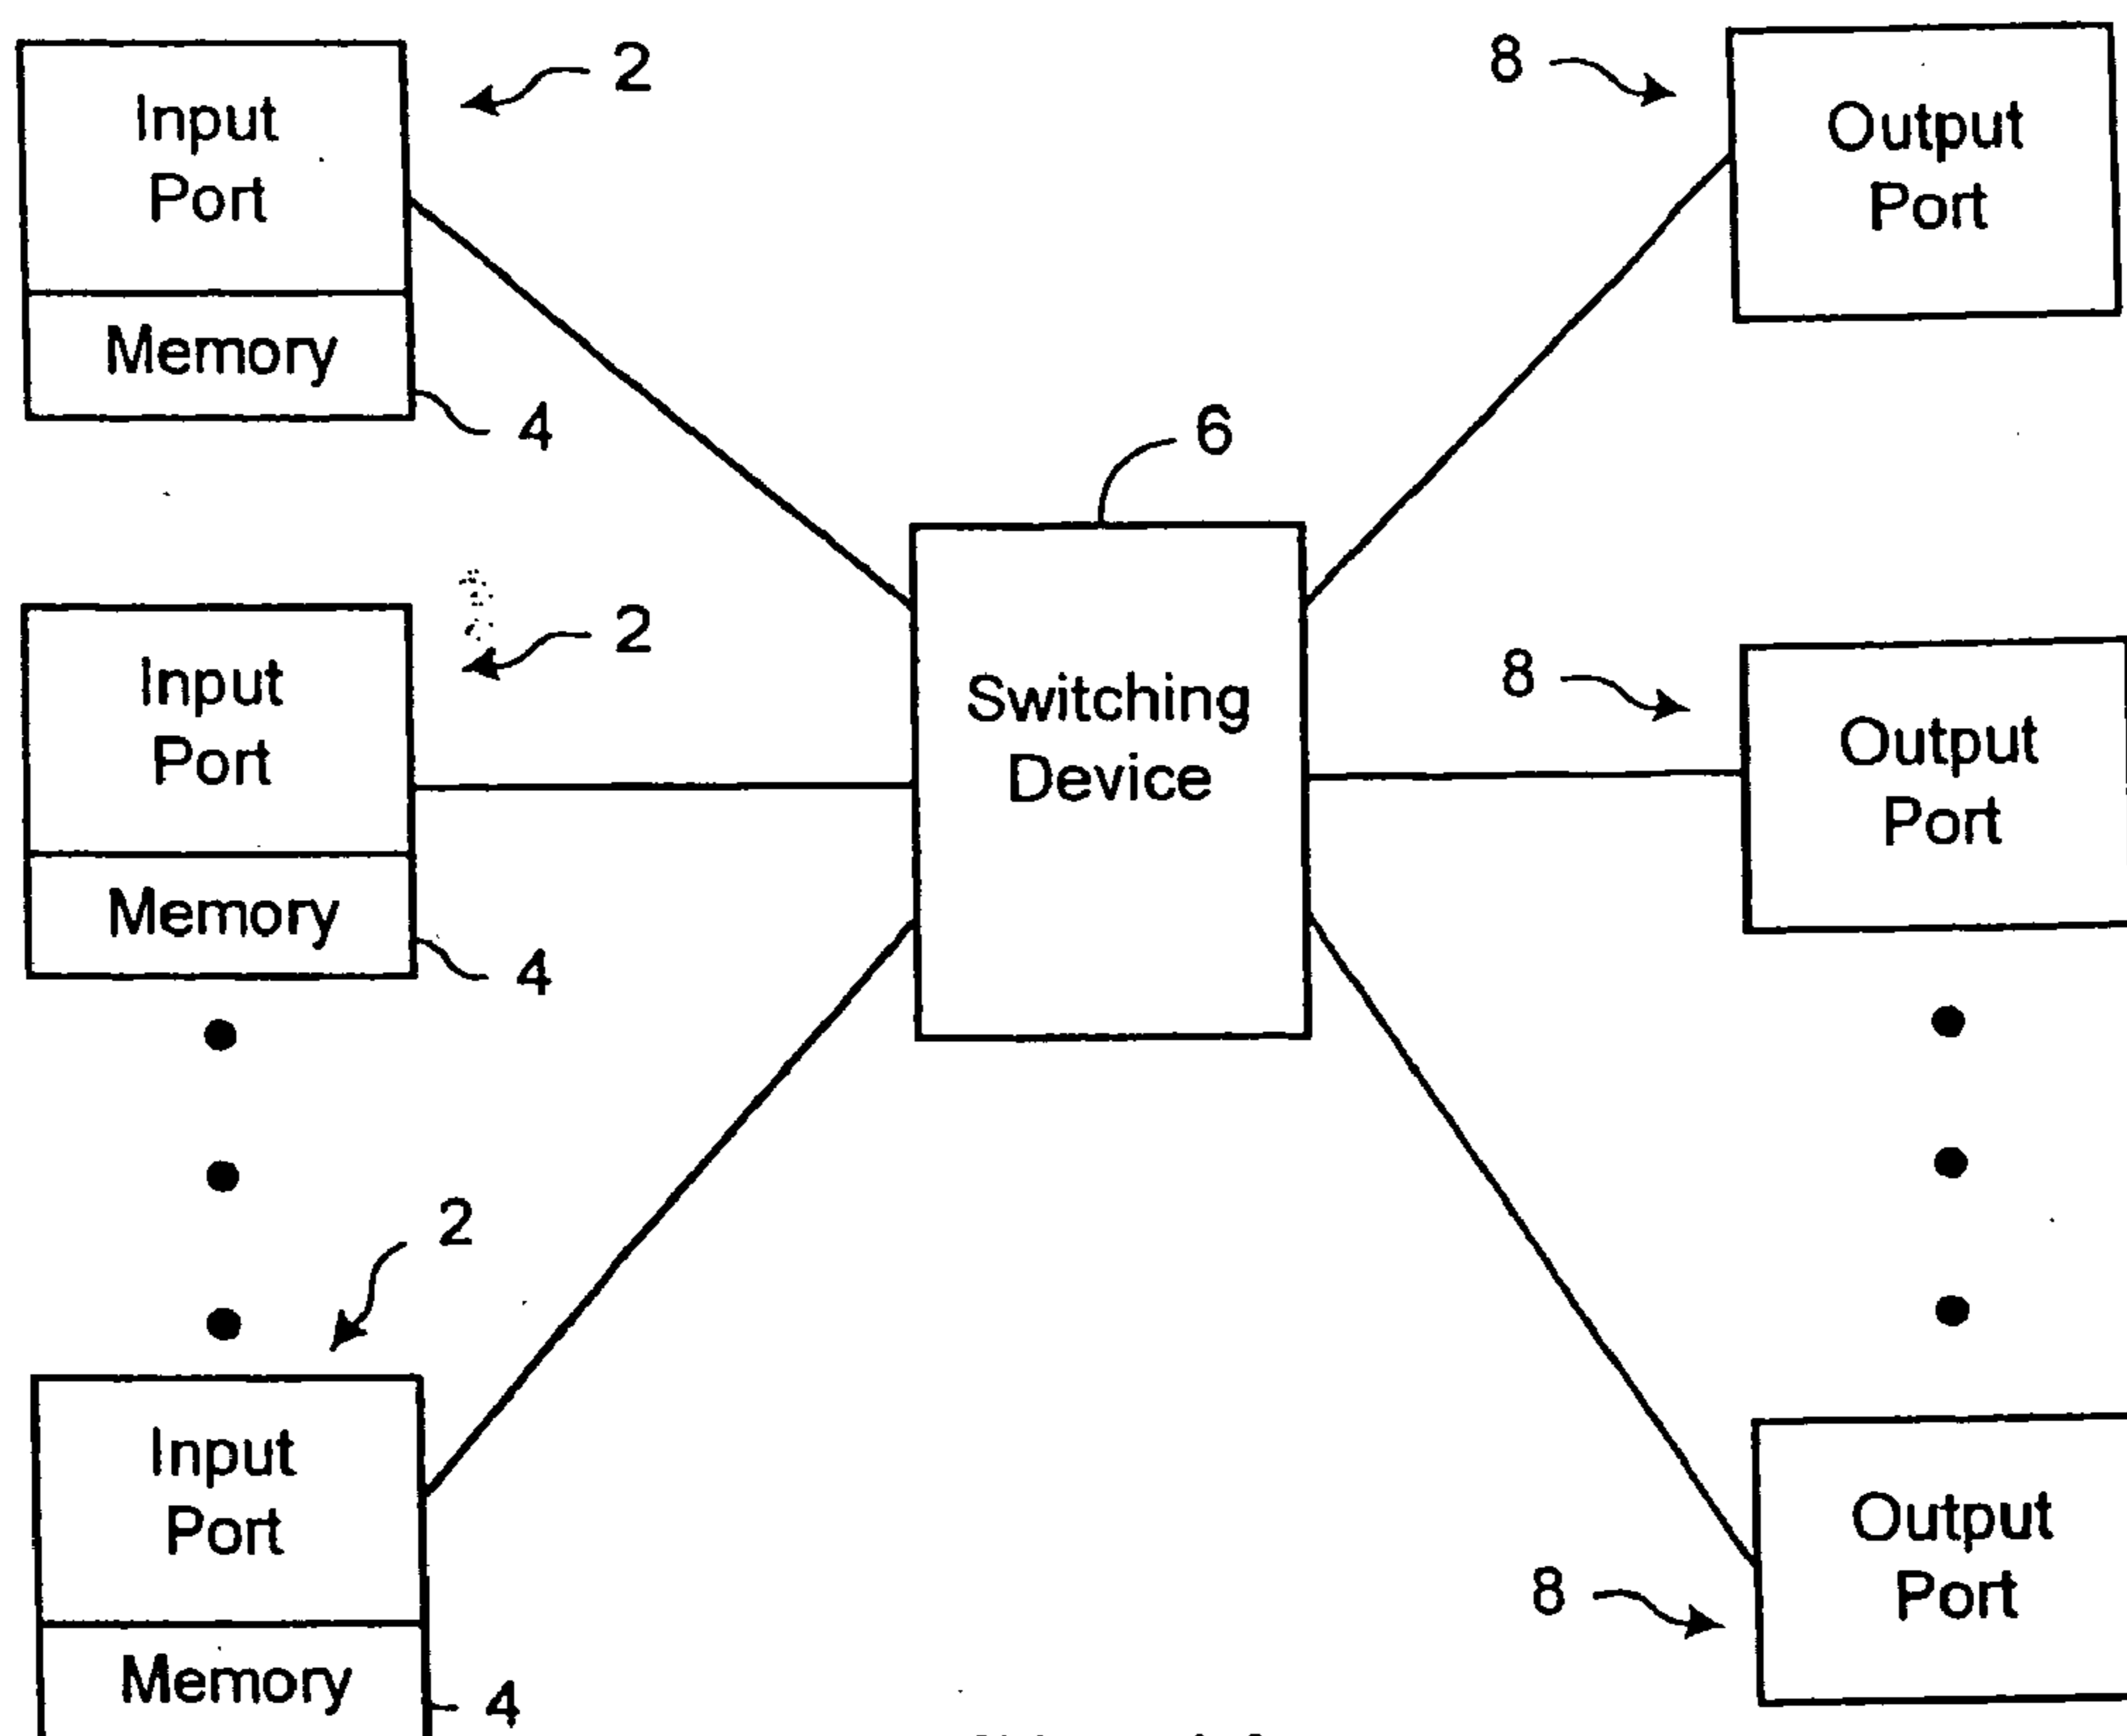 Input
Port
Memory
2
4
8
Output
Port
Input
Port
Memory
2
4
6
Switching
Device
8
Output
Port
2
Input
Port
Memory
4
8
Output
Port